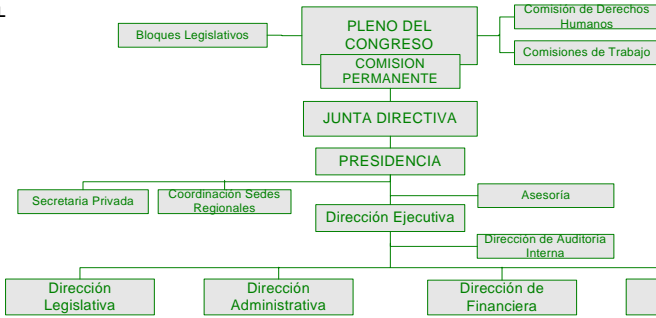 L
PLENO DEL
CONGRESO
Bloques Legislativos
Comisión de Derechos
Humanos
Comisiones de Trabajo
COMISION
PERMANENTE
JUNTA DIRECTIVA
PRESIDENCIA
Secretaria Privada
Coordinación Sedes
Regionales
Asesoría
Dirección Ejecutiva
Dirección de Auditoria
Interna
Dirección
Legislativa
Dirección
Administrativa
Dirección de
Financiera